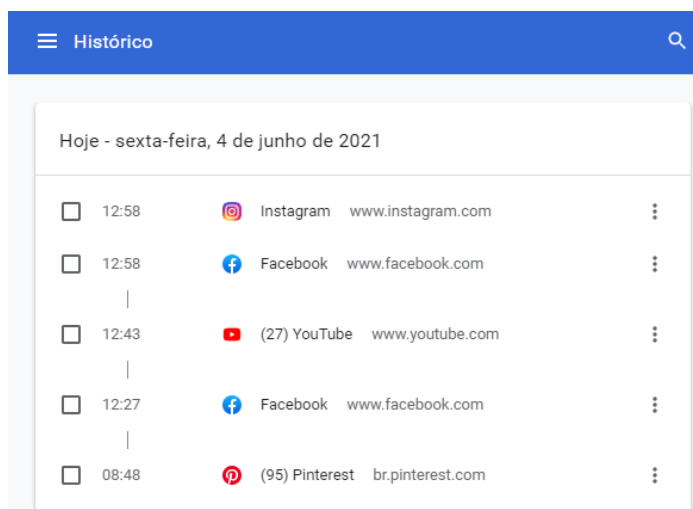 Histórico
Hoje - sexta-feira, 4 de junho de 2021
12:58 Instagram www.instagram.com
12:58 Facebook www.facebook.com
12:43 (27) YouTube www.youtube.com
12:27 Facebook www.facebook.com
08:48 (95) Pinterest br.pinterest.com